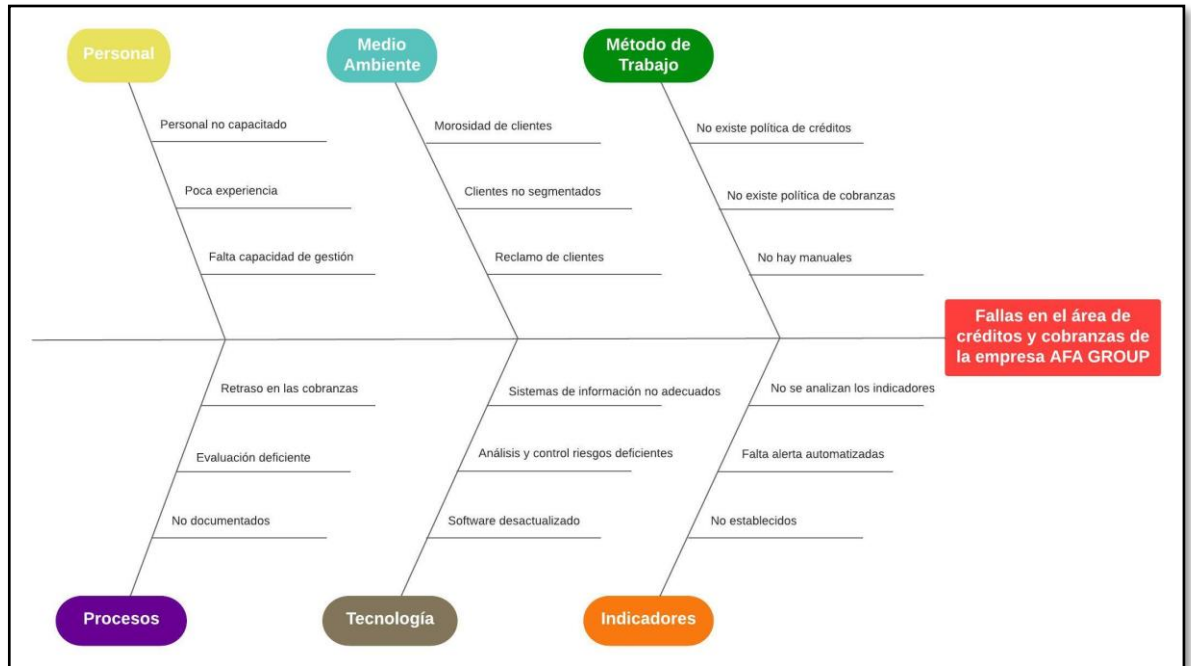 Personal
Medio
Ambiente
Método de
Trabajo
Personal no capacitado
Poca experiencia
Falta capacidad de gestión
Morosidad de clientes
Clientes no segmentados
Reclamo de clientes
No existe política de créditos
No existe política de cobranzas
No hay manuales
Fallas en el área de
créditos y cobranzas de
la empresa AFA GROUP
Retraso en las cobranzas
Evaluación deficiente
No documentados
Sistemas de información no adecuados
Análisis y control riesgos deficientes
Software desactualizado
No se analizan los indicadores
Falta alerta automatizadas
No establecidos
Procesos
Tecnología
Indicadores